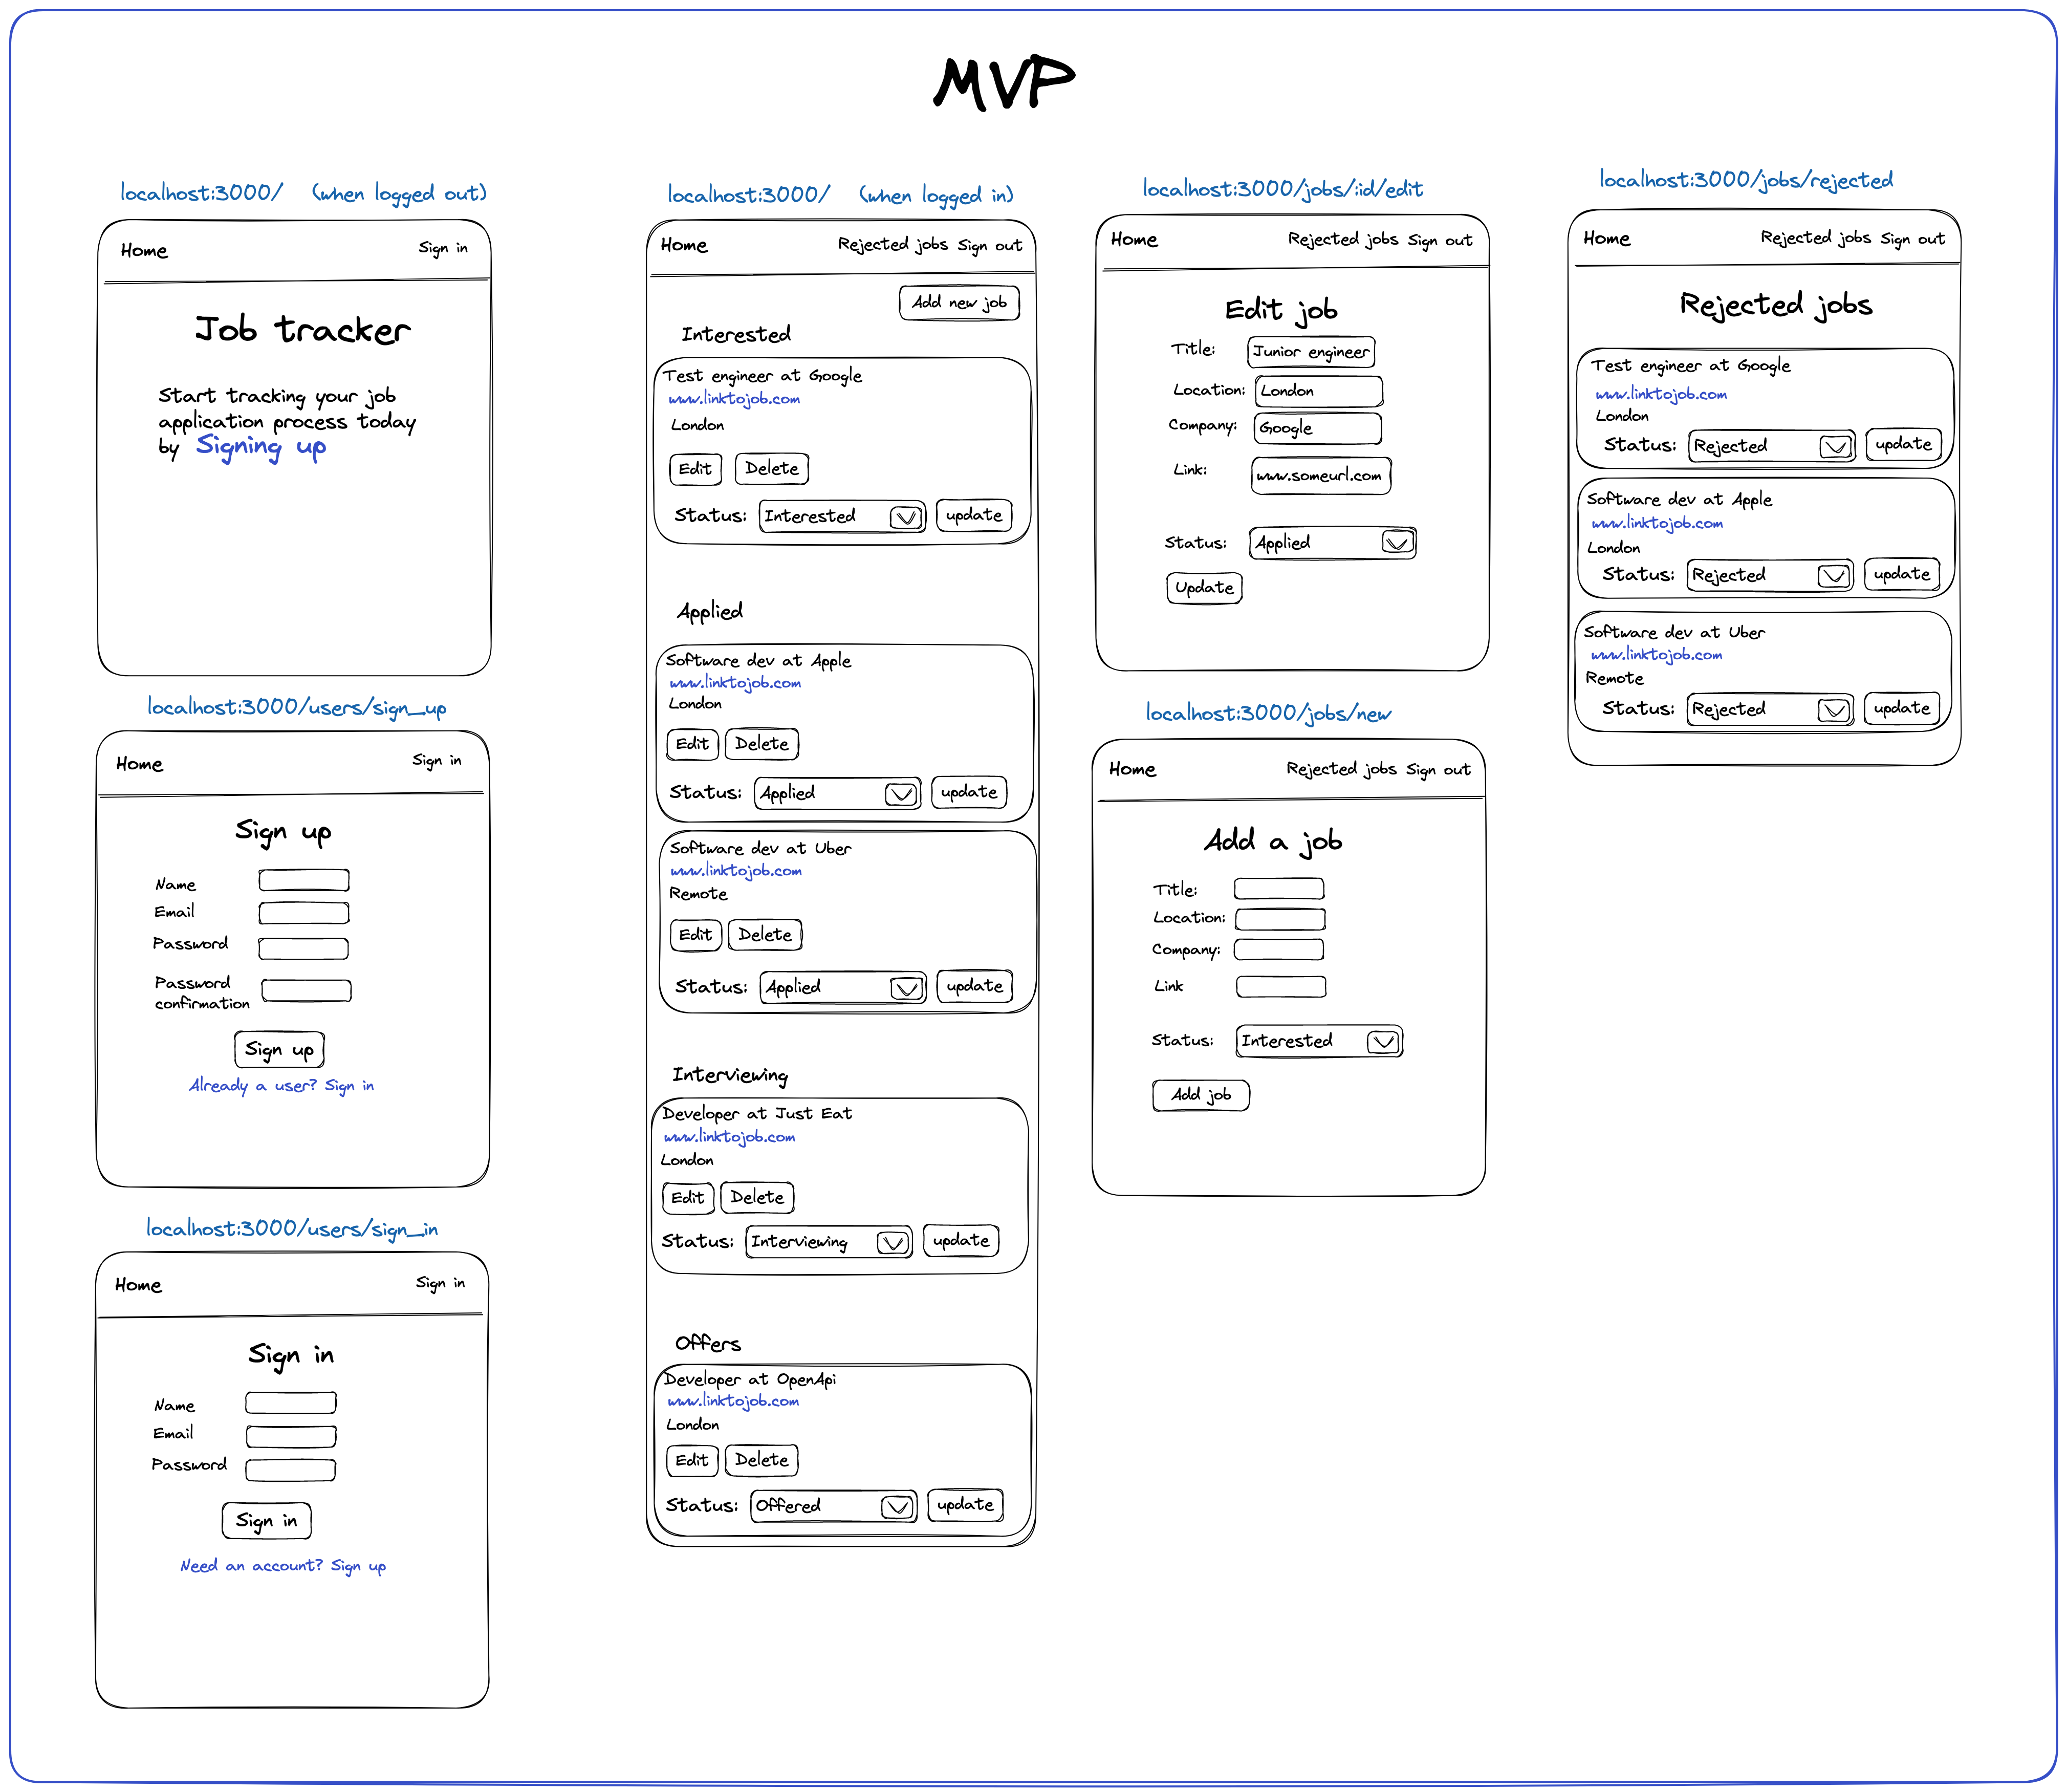 MVP
localhost:3000/ (when logged out)
Home Sign in
Job tracker
Start tracking your job
application process today
by Signing up
localhost:3000/users/sign_up
Home Sign in
Sign up
Name
Email
Password
Password
confirmation
Sign up
Already a user? Sign in
localhost:3000/users/sign_in
Home Sign in
Sign in
Name
Email
Password
Sign in
Need an account? Sign up
localhost:3000/ (when logged in)
Home Rejected jobs Sign out
Add new job
Interested
Test engineer at Google
www.linktojob.com
London
Edit Delete
Status: Interested update
Applied
Software dev at Apple
www.linktojob.com
London
Edit Delete
Status: Applied update
Software dev at Uber
www.linktojob.com
Remote
Edit Delete
Status: Applied update
Interviewing
Developer at Just Eat
www.linktojob.com
London
Edit Delete
Status: Interviewing update
Offers
Developer at OpenApi
www.linktojob.com
London
Edit Delete
Status: Offered update
localhost:3000/jobs/:id/edit
Home Rejected jobs Sign out
Edit job
Title: Junior engineer
Location: London
Company: Google
Link: www.someurl.com
Status: Applied
Update
localhost:3000/jobs/new
Home Rejected jobs Sign out
Add a job
Title:
Location:
Company:
Link
Status: Interested
Add job
localhost:3000/jobs/rejected
Home Rejected jobs Sign out
Rejected jobs
Test engineer at Google
www.linktojob.com
London
Status: Rejected update
Software dev at Apple
www.linktojob.com
London
Status: Rejected update
Software dev at Uber
www.linktojob.com
Remote
Status: Rejected update